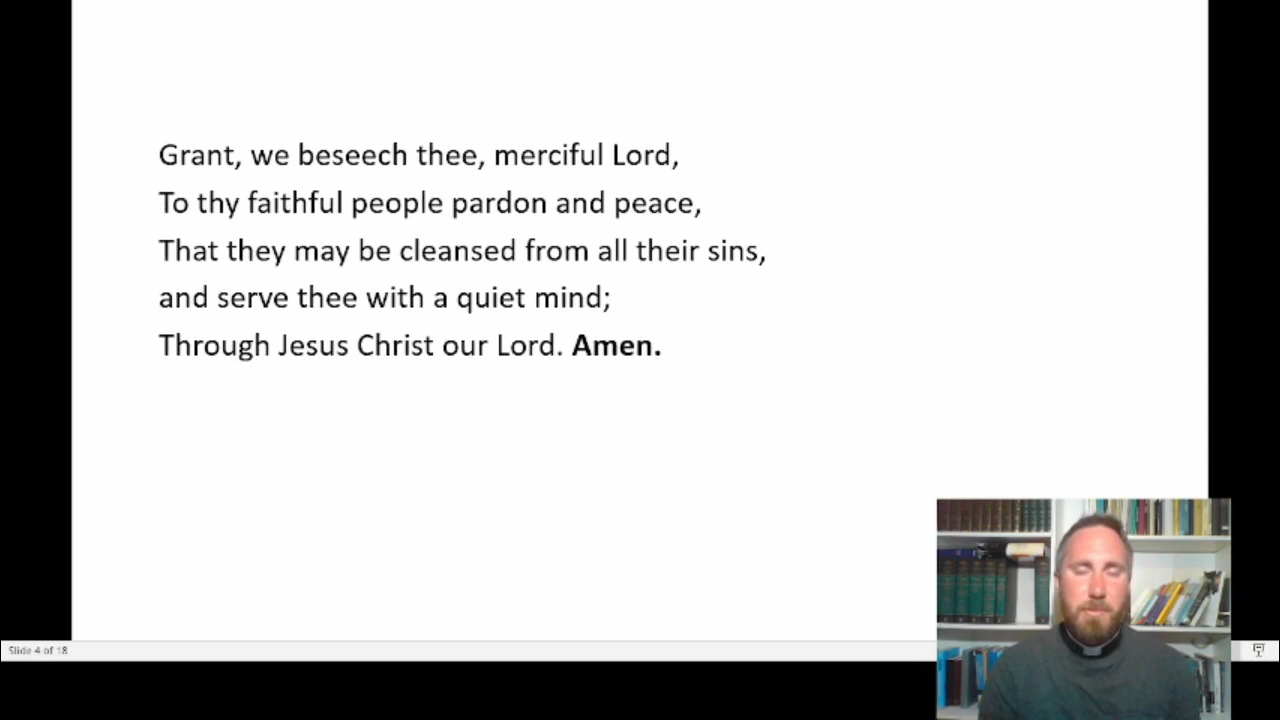 Grant, we beseech thee, merciful Lord,
To thy faithful people pardon and peace,
That they may be cleansed from all their sins,
and serve thee with a quiet mind;
Through Jesus Christ our Lord. Amen.
Slide 4 of 18